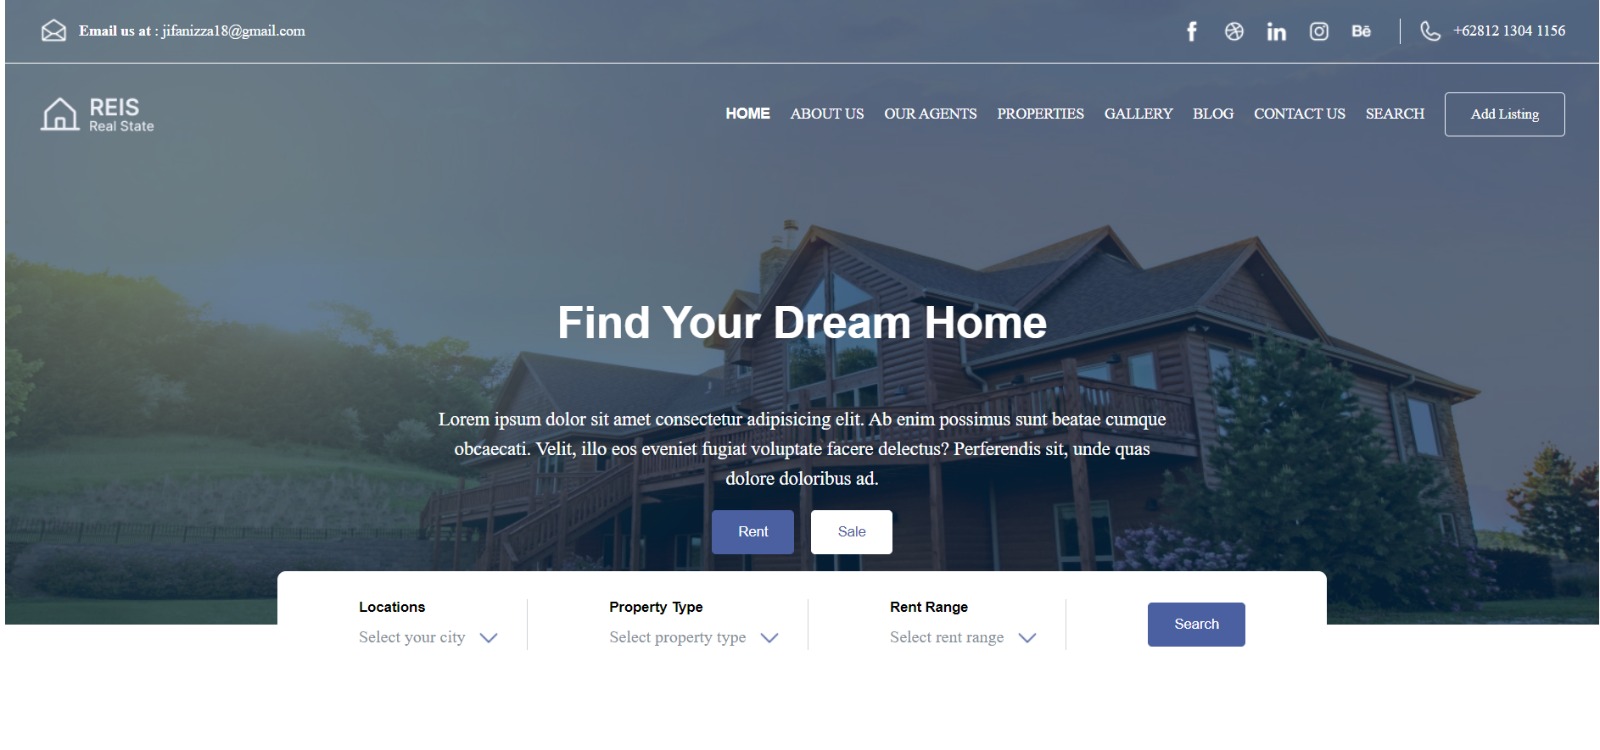 Email us at : jifanizza18@gmail.com
+62812 1304 1156
REIS
Real State
HOME ABOUT US OUR AGENTS PROPERTIES GALLERY BLOG CONTACT US SEARCH Add Listing
Find Your Dream Home
Lorem ipsum dolor sit amet consectetur adipisicing elit. Ab enim possimus sunt beatae cumque
obcaecati. Velit, illo eos eveniet fugiat voluptate facere delectus? Perferendis sit, unde quas
dolore doloribus ad.
Rent Sale
Locations Property Type Rent Range
Select your city Select property type Select rent range
Search